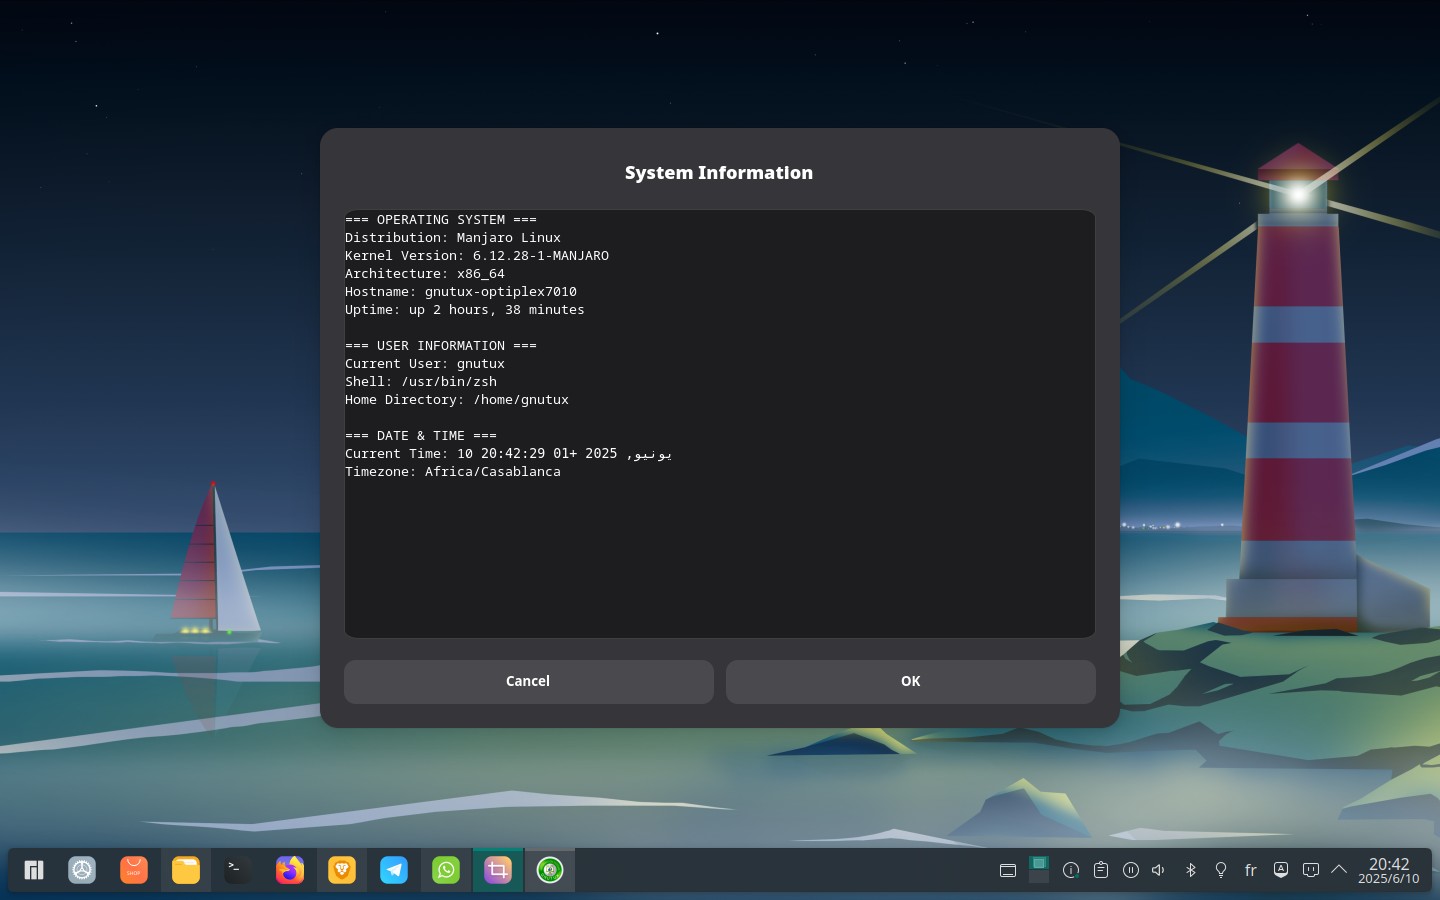 System Information
=== OPERATING SYSTEM ===
Distribution: Manjaro Linux
Kernel Version: 6.12.28-1-MANJARO
Architecture: x86_64
Hostname: gnutux-optiplex7010
Uptime: up 2 hours, 38 minutes
=== USER INFORMATION ===
Current User: gnutux
Shell: /usr/bin/zsh
Home Directory: /home/gnutux
=== DATE & TIME ===
Current Time: 10 يونيو, 2025 20:42:29 +01
Timezone: Africa/Casablanca
Cancel
OK
fr
20:42
2025/6/10